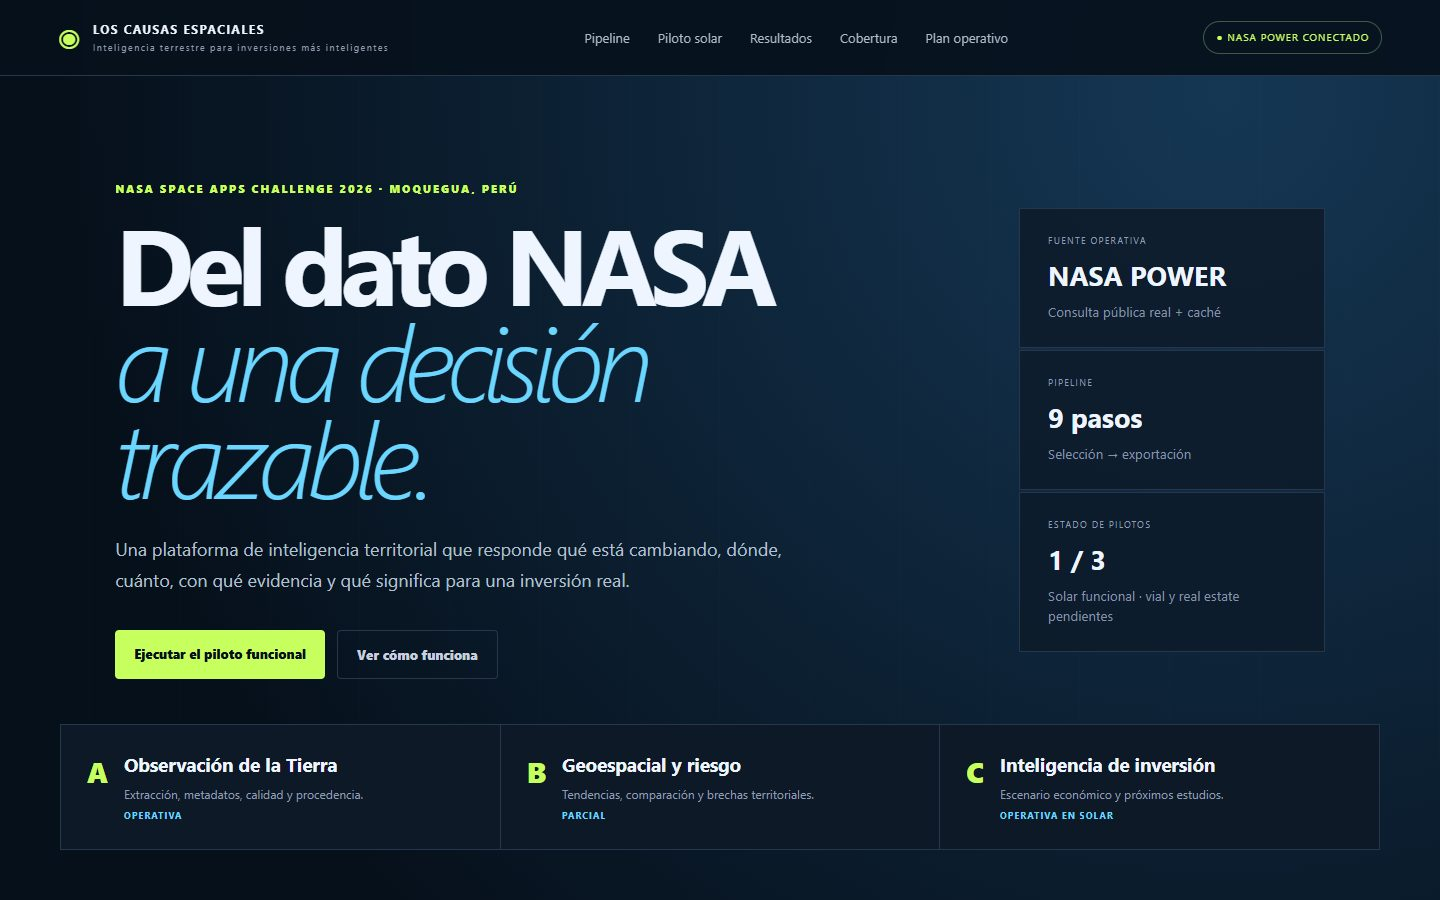 LOS CAUSAS ESPACIALES
Inteligencia terrestre para inversiones más inteligentes
Pipeline
Piloto solar
Resultados
Cobertura
Plan operativo
NASA POWER CONECTADO
NASA SPACE APPS CHALLENGE 2026 · MOQUEGUA, PERÚ
Del dato NASA
a una decisión
trazable.
Una plataforma de inteligencia territorial que responde qué está cambiando, dónde,
cuánto, con qué evidencia y qué significa para una inversión real.
Ejecutar el piloto funcional
Ver cómo funciona
FUENTE OPERATIVA
NASA POWER
Consulta pública real + caché
PIPELINE
9 pasos
Selección → exportación
ESTADO DE PILOTOS
1 / 3
Solar funcional · vial y real estate
pendientes
A
Observación de la Tierra
Extracción, metadatos, calidad y procedencia.
OPERATIVA
B
Geoespacial y riesgo
Tendencias, comparación y brechas territoriales.
PARCIAL
C
Inteligencia de inversión
Escenario económico y próximos estudios.
OPERATIVA EN SOLAR